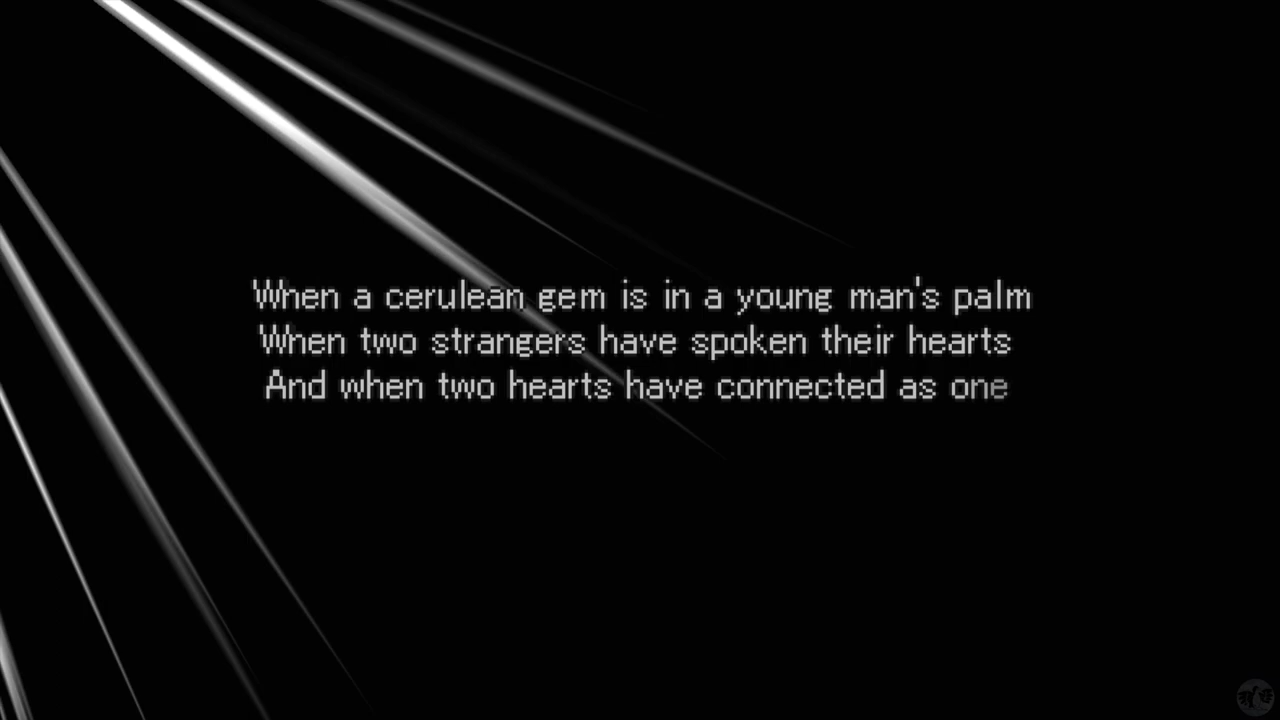 When a cerulean gem is in a young man's palm
When two strangers have spoken their hearts
And when two hearts have connected as one